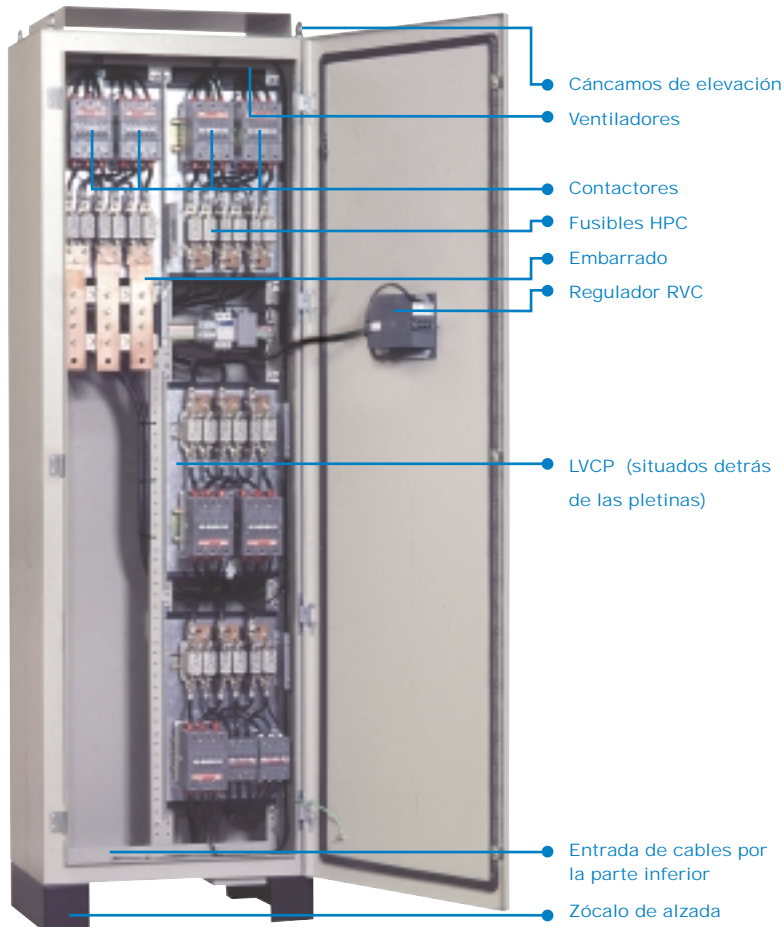 Cáncamos de elevación
Ventiladores
Contactores
Fusibles HPC
Embarrado
Regulador RVC
LVCP (situados detrás
de las pletinas)
Entrada de cables por
la parte inferior
Zócalo de alzada